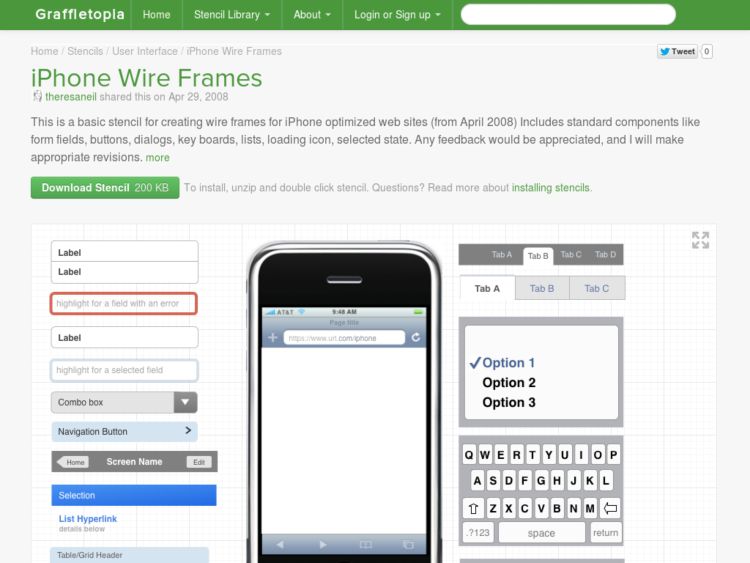 Graffletopia
Home
Stencil Library
About
Login or Sign up
Home / Stencils / User Interface / iPhone Wire Frames
Tweet
0
iPhone Wire Frames
theresaneil shared this on Apr 29, 2008
This is a basic stencil for creating wire frames for iPhone optimized web sites (from April 2008) Includes standard components like
form fields, buttons, dialogs, key boards, lists, loading icon, selected state. Any feedback would be appreciated, and I will make
appropriate revisions. more
Download Stencil 200 KB
To install, unzip and double click stencil. Questions? Read more about installing stencils.
Label
Label
highlight for a field with an error
Label
highlight for a selected field
Combo box
Navigation Button
Home
Screen Name
Edit
Selection
List Hyperlink
details below
Table/Grid Header
AT&T
9:48 AM
Page title
https://www.url.com/iphone
Tab A
Tab B
Tab C
Tab D
Tab A
Tab B
Tab C
Option 1
Option 2
Option 3
Q W E R T Y U I O P
A S D F G H J K L
Z X C V B N M
.?123
space
return